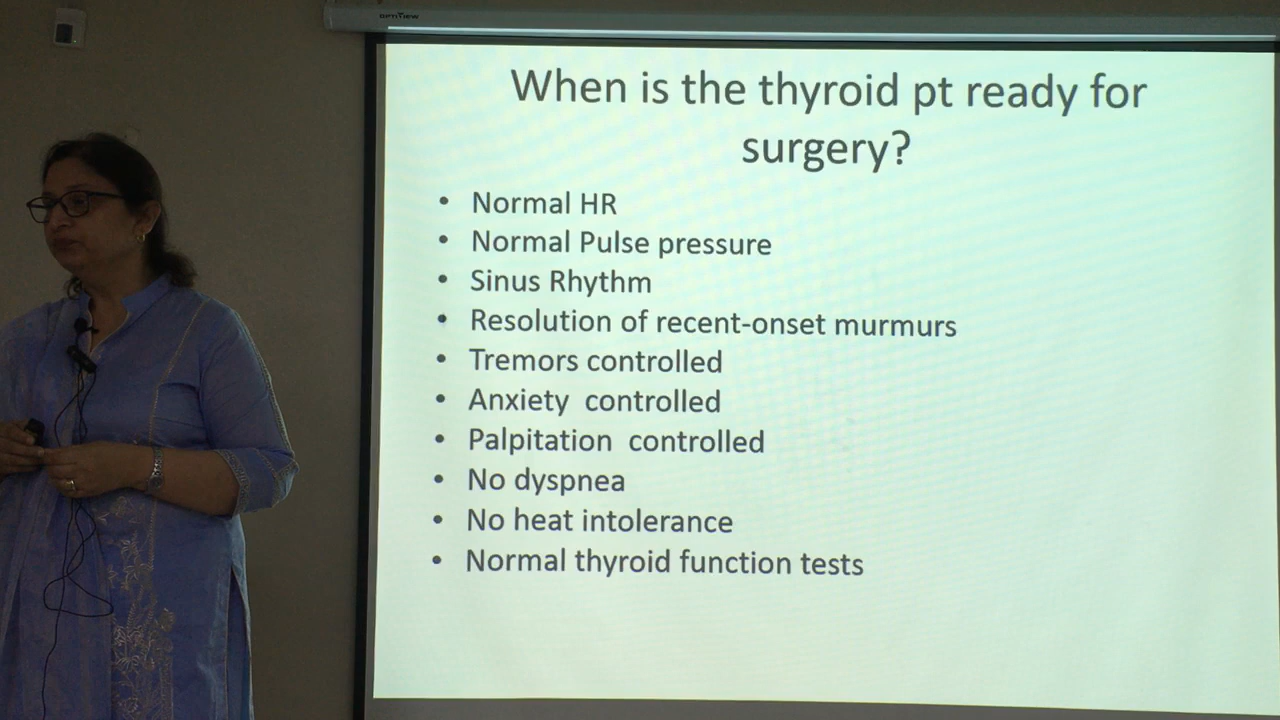 OPTIVIEW
When is the thyroid pt ready for
surgery?
• Normal HR
• Normal Pulse pressure
• Sinus Rhythm
• Resolution of recent-onset murmurs
• Tremors controlled
• Anxiety controlled
• Palpitation controlled
• No dyspnea
• No heat intolerance
• Normal thyroid function tests